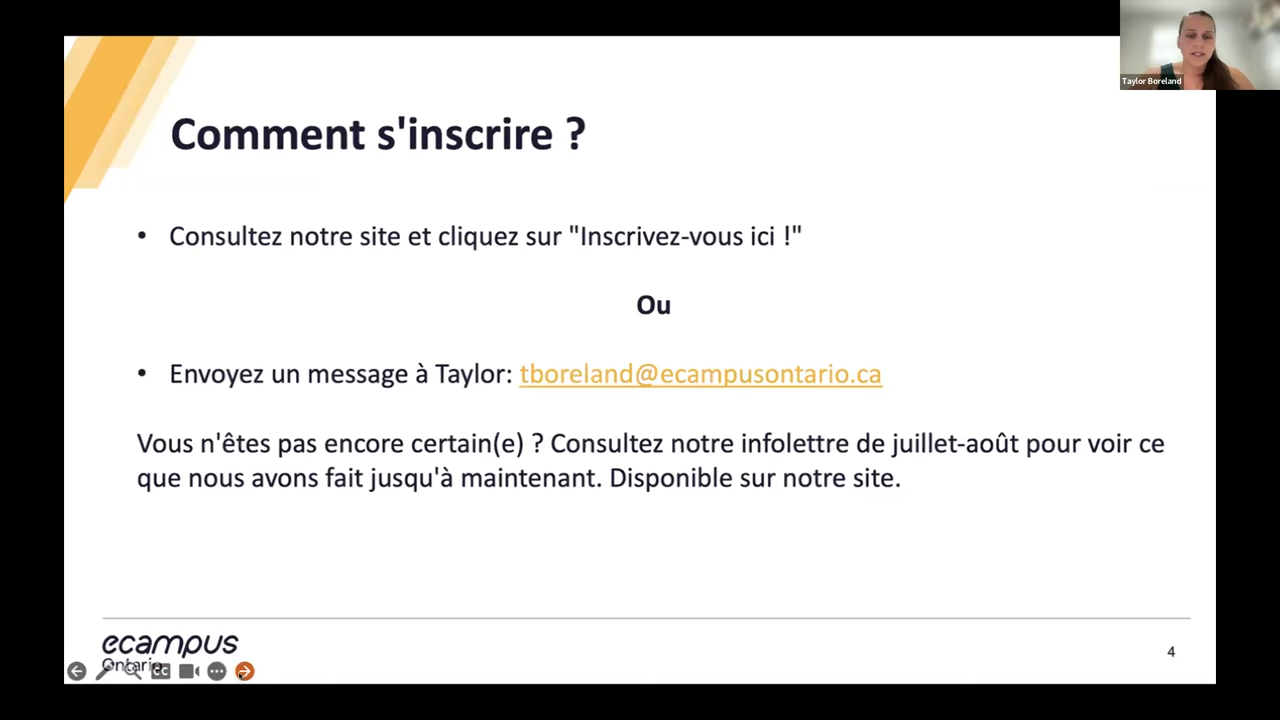 Taylor Boreland
Comment s'inscrire ?
• Consultez notre site et cliquez sur "Inscrivez-vous ici !"
Ou
• Envoyez un message à Taylor: tboreland@ecampusontario.ca
Vous n'êtes pas encore certain(e) ? Consultez notre infolettre de juillet-août pour voir ce
que nous avons fait jusqu'à maintenant. Disponible sur notre site.
ecampus
Ontario
CC
4